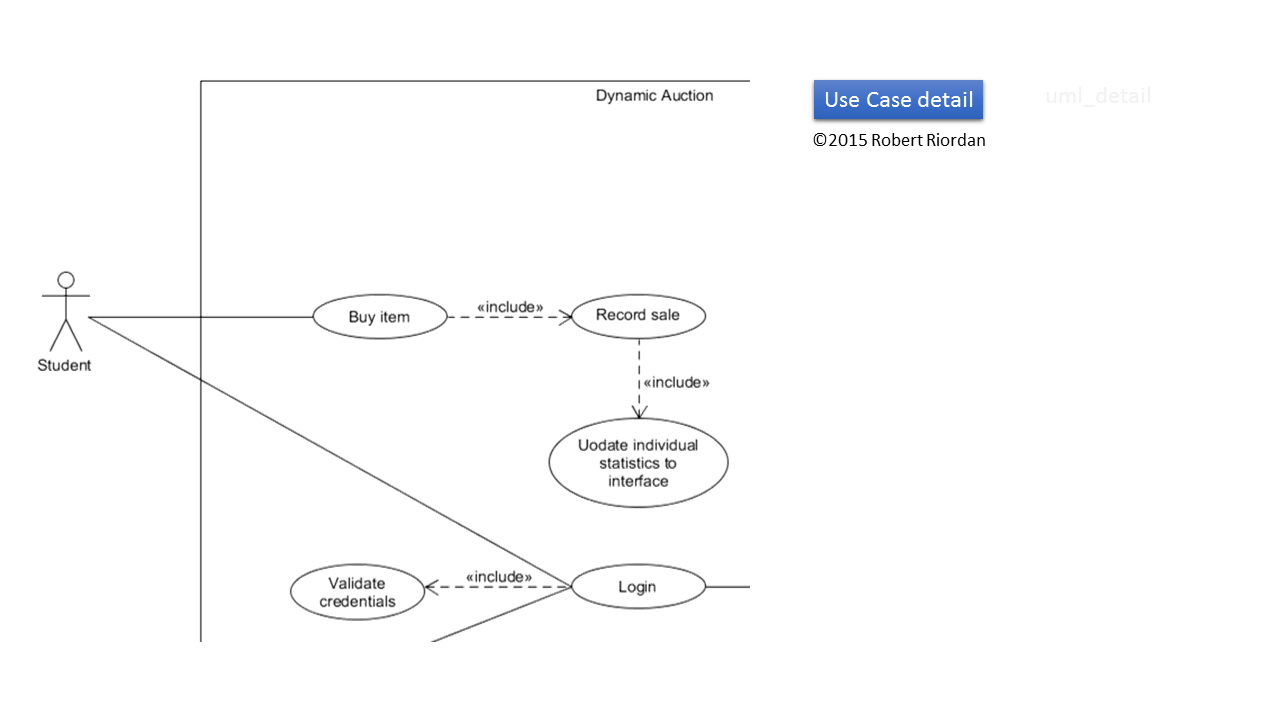 Dynamic Auction
Use Case detail
uml_detail
©2015 Robert Riordan
Buy item
«include»
Record sale
Student
«include»
Uodate individual
statistics to
interface
Validate
credentials
«include»
Login